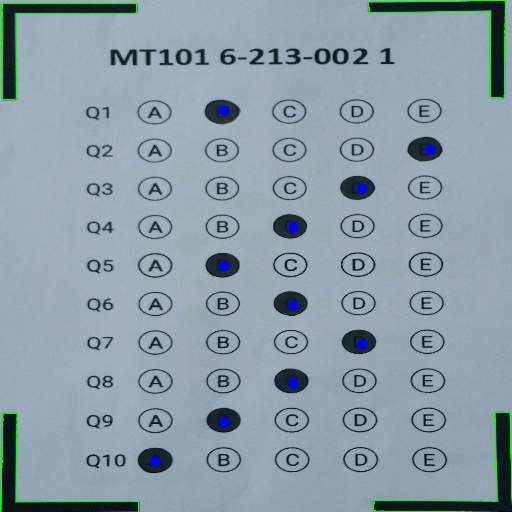 MT101 6-213-002 1
Q1 A C D E
Q2 A B C D
Q3 A B C E
Q4 A B D E
Q5 A C D E
Q6 A B D E
Q7 A B C E
Q8 A B D E
Q9 A C D E
Q10 B C D E